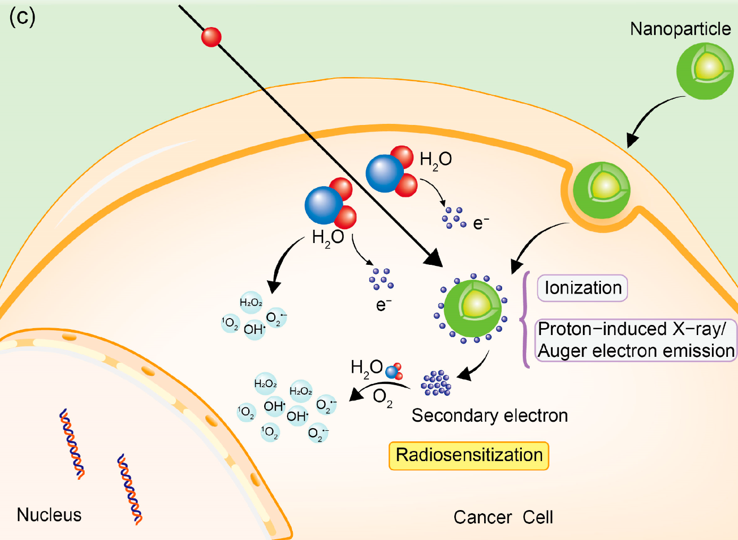 (c)
Nanoparticle
H₂O
e⁻
H₂O
e⁻
Ionization
Proton−induced X−ray/
Auger electron emission
H₂O₂
¹O₂
OH•
O₂•−
H₂O
O₂
Secondary electron
H₂O₂
H₂O₂
¹O₂
OH•
OH•
O₂•−
¹O₂
O₂•−
Radiosensitization
Nucleus
Cancer Cell